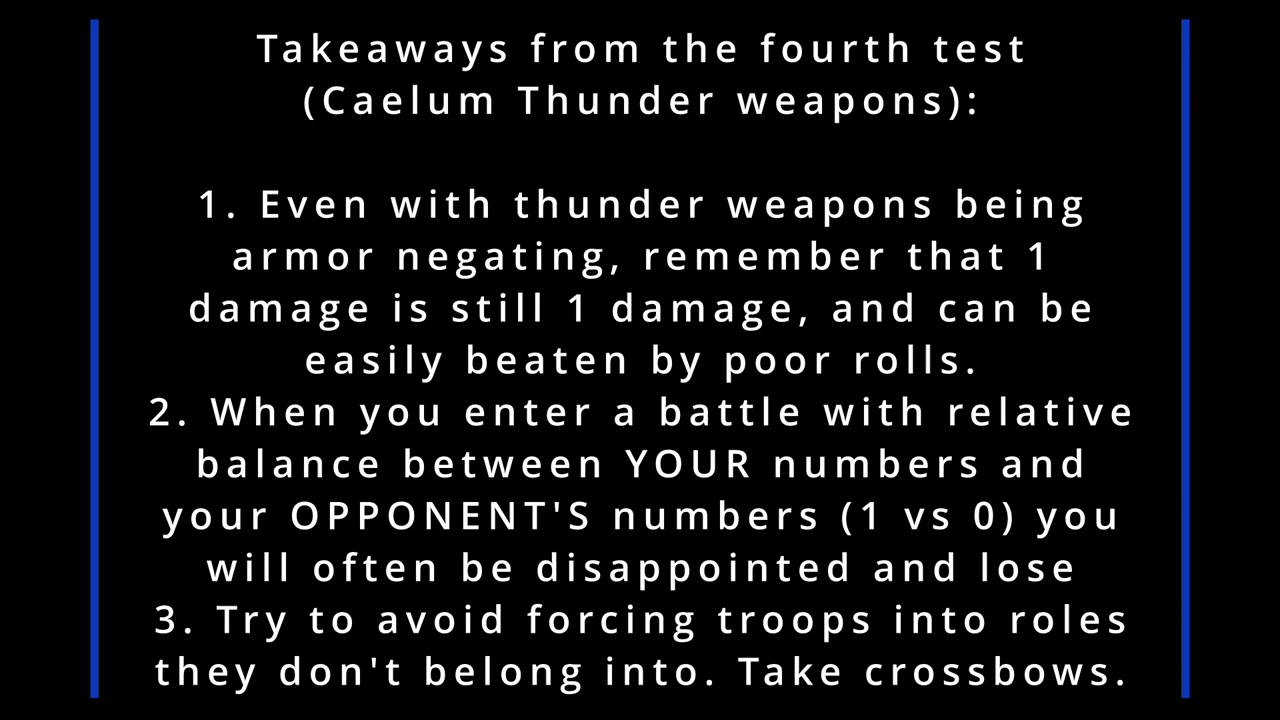 Takeaways from the fourth test
(Caelum Thunder weapons):
1. Even with thunder weapons being
armor negating, remember that 1
damage is still 1 damage, and can be
easily beaten by poor rolls.
2. When you enter a battle with relative
balance between YOUR numbers and
your OPPONENT'S numbers (1 vs 0) you
will often be disappointed and lose
3. Try to avoid forcing troops into roles
they don't belong into. Take crossbows.